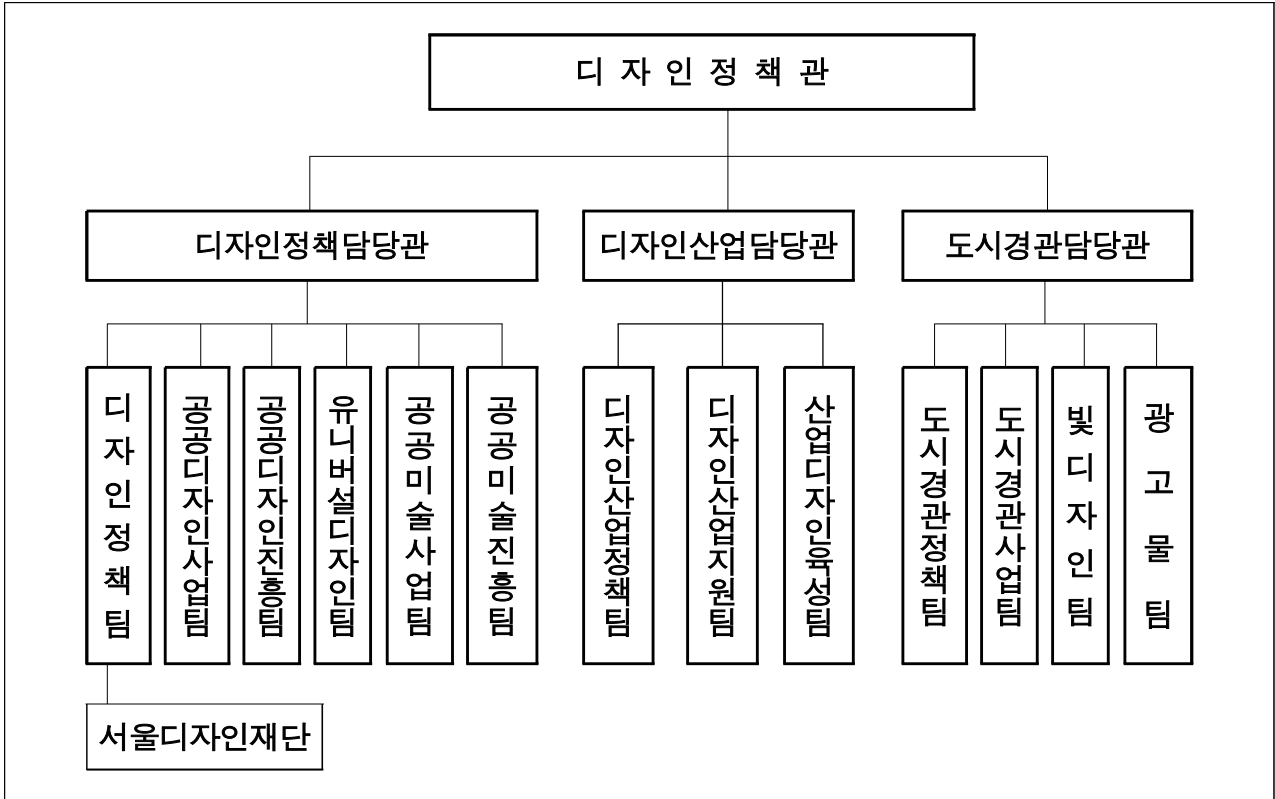 디 자 인 정 책 관
디자인정책담당관
디자인산업담당관
도시경관담당관
디자인정책팀
공공디자인사업팀
공공디자인진흥팀
유니버설디자인팀
공공미술사업팀
공공미술진흥팀
디자인산업정책팀
디자인산업지원팀
산업디자인육성팀
도시경관정책팀
도시경관사업팀
빛디자인팀
광고물팀
서울디자인재단